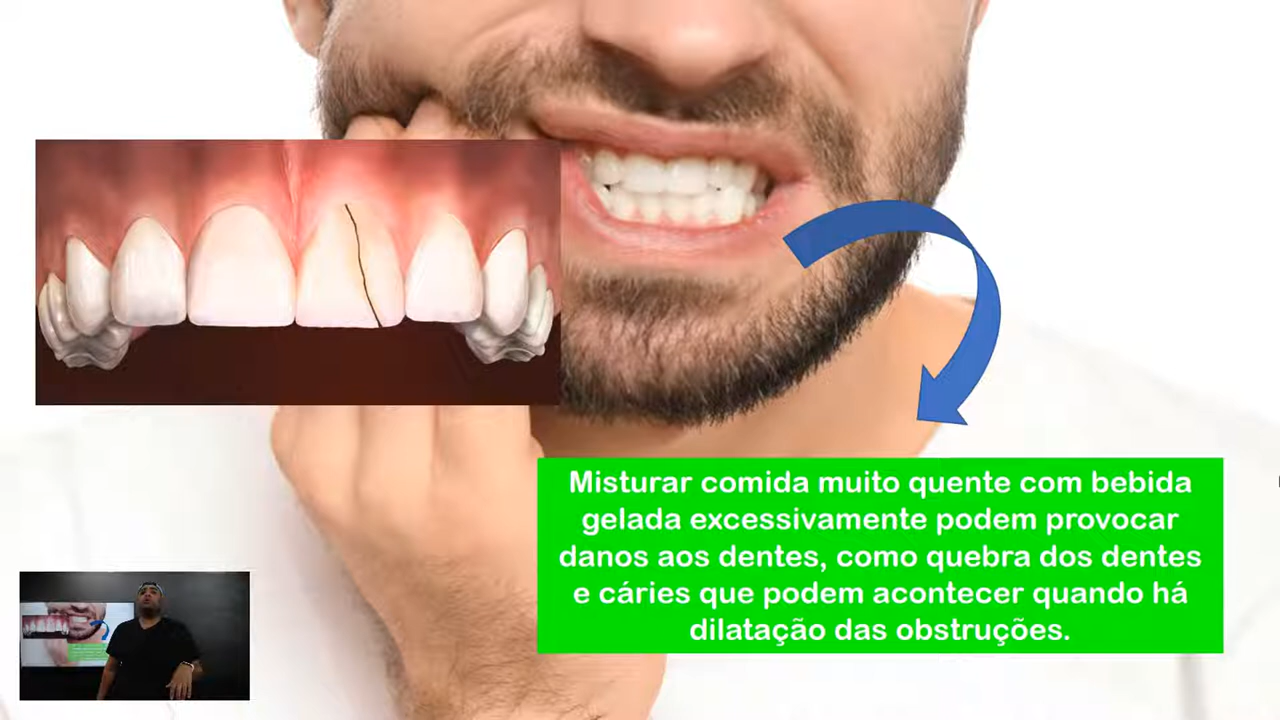 Misturar comida muito quente com bebida
gelada excessivamente podem provocar
danos aos dentes, como quebra dos dentes
e cáries que podem acontecer quando há
dilatação das obstruções.